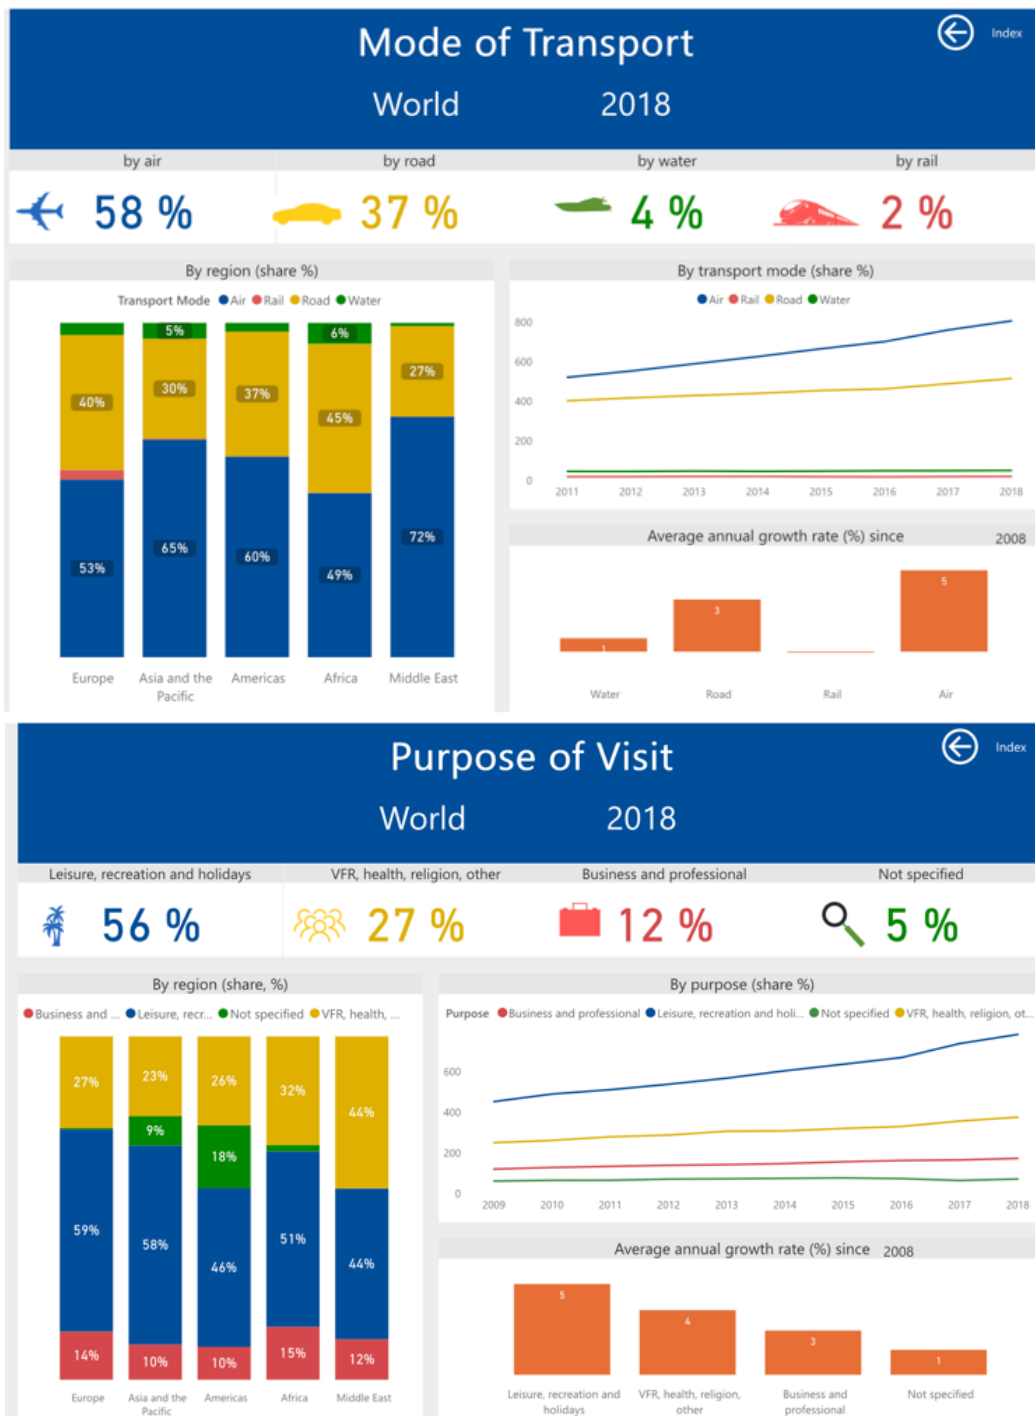 Mode of Transport
Index
World 2018
by air by road by water by rail
58 % 37 % 4 % 2 %
By region (share %)
Transport Mode Air Rail Road Water
5% 6%
27%
40% 30% 37%
45%
72%
65% 60%
53% 49%
Europe Asia and the Pacific Americas Africa Middle East
By transport mode (share %)
Air Rail Road Water
800
600
400
200
0
2011 2012 2013 2014 2015 2016 2017 2018
Average annual growth rate (%) since 2008
1 3 5
Water Road Rail Air
Purpose of Visit
Index
World 2018
Leisure, recreation and holidays VFR, health, religion, other Business and professional Not specified
56 % 27 % 12 % 5 %
By region (share, %)
Business and ... Leisure, recr... Not specified VFR, health, ...
27% 23% 26% 32% 44%
9% 18%
59% 58% 46% 51% 44%
14% 10% 10% 15% 12%
Europe Asia and the Pacific Americas Africa Middle East
By purpose (share %)
Purpose Business and professional Leisure, recreation and holi... Not specified VFR, health, religion, ot...
600
400
200
0
2009 2010 2011 2012 2013 2014 2015 2016 2017 2018
Average annual growth rate (%) since 2008
5 4 3 1
Leisure, recreation and holidays VFR, health, religion, other Business and professional Not specified